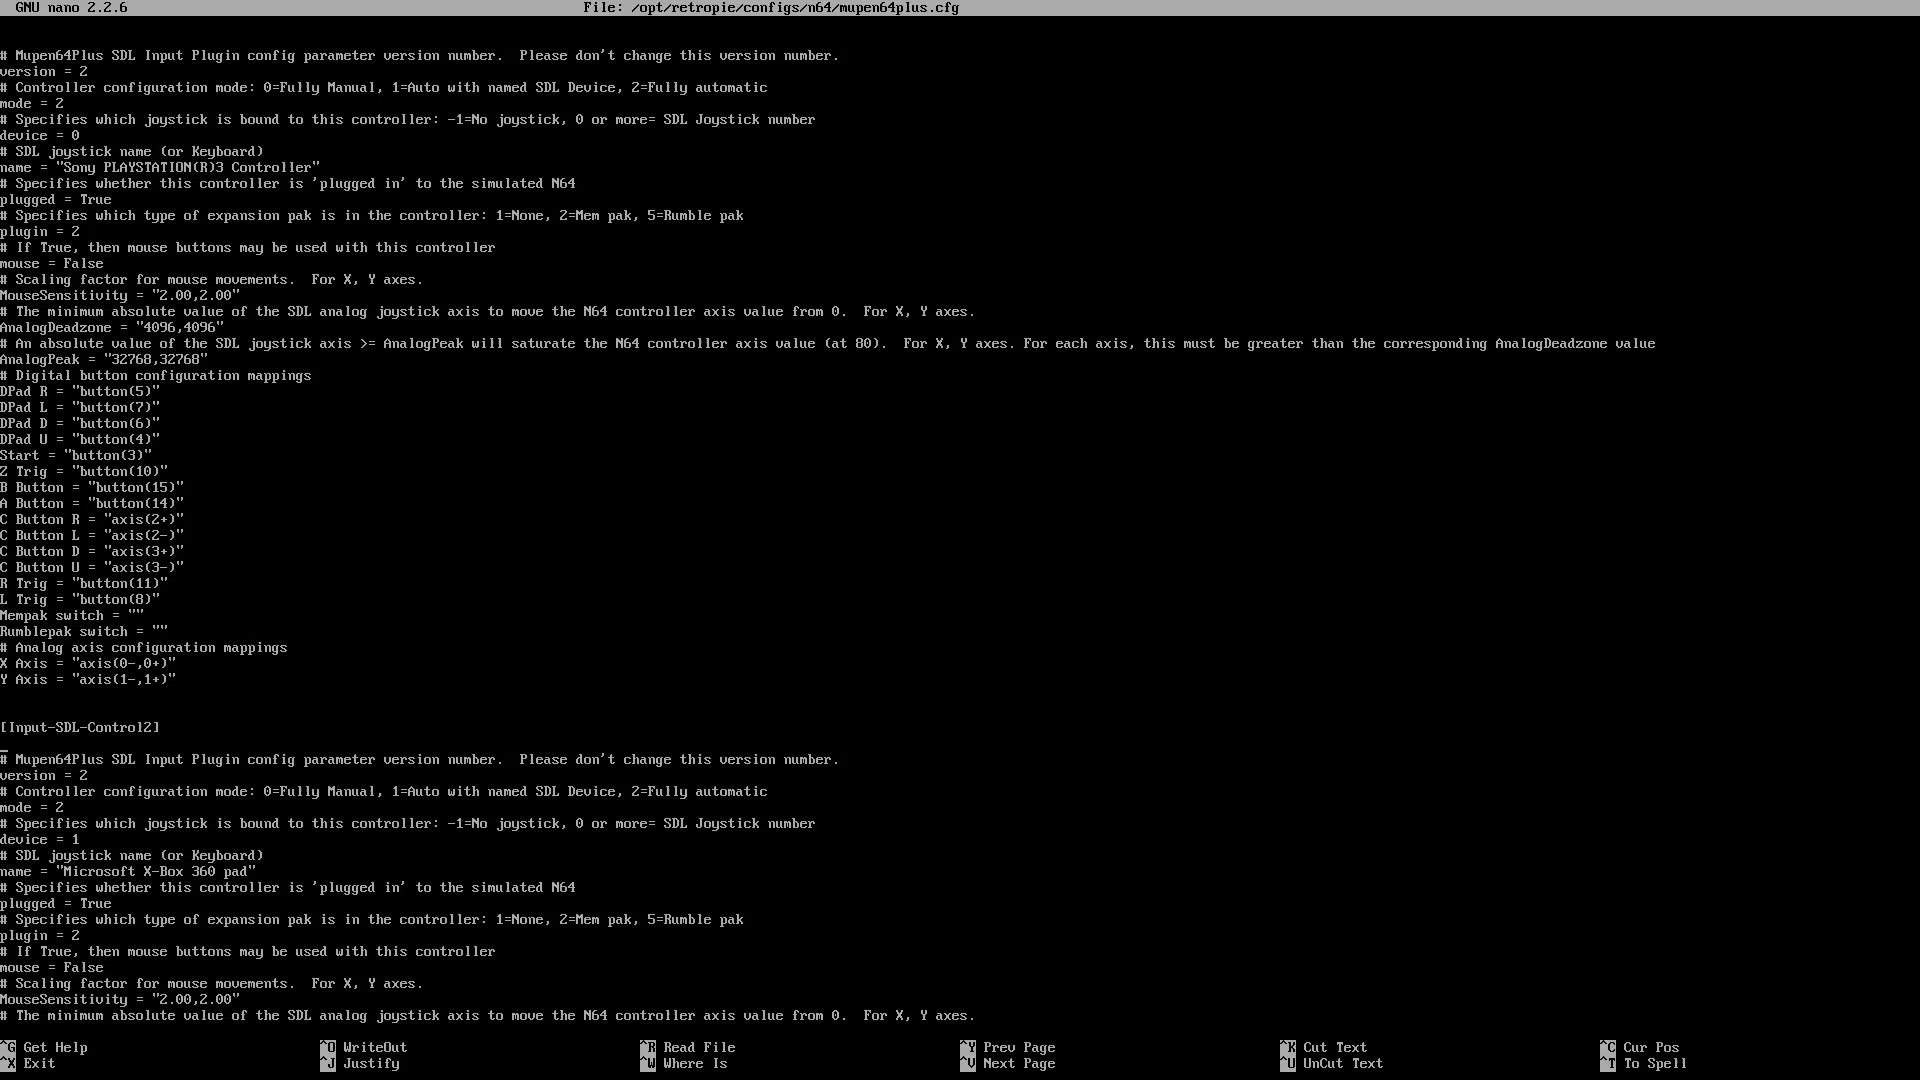 GNU nano 2.2.6 File: /opt/retropie/configs/n64/mupen64plus.cfg
# Mupen64Plus SDL Input Plugin config parameter version number.  Please don't change this version number.
version = 2
# Controller configuration mode: 0=Fully Manual, 1=Auto with named SDL Device, 2=Fully automatic
mode = 2
# Specifies which joystick is bound to this controller: -1=No joystick, 0 or more= SDL Joystick number
device = 0
# SDL joystick name (or Keyboard)
name = "Sony PLAYSTATION(R)3 Controller"
# Specifies whether this controller is 'plugged in' to the simulated N64
plugged = True
# Specifies which type of expansion pak is in the controller: 1=None, 2=Mem pak, 5=Rumble pak
plugin = 2
# If True, then mouse buttons may be used with this controller
mouse = False
# Scaling factor for mouse movements.  For X, Y axes.
MouseSensitivity = "2.00,2.00"
# The minimum absolute value of the SDL analog joystick axis to move the N64 controller axis value from 0.  For X, Y axes.
AnalogDeadzone = "4096,4096"
# An absolute value of the SDL joystick axis >= AnalogPeak will saturate the N64 controller axis value (at 80).  For X, Y axes. For each axis, this must be greater than the corresponding AnalogDeadzone value
AnalogPeak = "32768,32768"
# Digital button configuration mappings
DPad R = "button(5)"
DPad L = "button(7)"
DPad D = "button(6)"
DPad U = "button(4)"
Start = "button(3)"
Z Trig = "button(10)"
B Button = "button(15)"
A Button = "button(14)"
C Button R = "axis(2+)"
C Button L = "axis(2-)"
C Button D = "axis(3+)"
C Button U = "axis(3-)"
R Trig = "button(11)"
L Trig = "button(8)"
Mempak switch = ""
Rumblepak switch = ""
# Analog axis configuration mappings
X Axis = "axis(0-,0+)"
Y Axis = "axis(1-,1+)"
[Input-SDL-Control2]
# Mupen64Plus SDL Input Plugin config parameter version number.  Please don't change this version number.
version = 2
# Controller configuration mode: 0=Fully Manual, 1=Auto with named SDL Device, 2=Fully automatic
mode = 2
# Specifies which joystick is bound to this controller: -1=No joystick, 0 or more= SDL Joystick number
device = 1
# SDL joystick name (or Keyboard)
name = "Microsoft X-Box 360 pad"
# Specifies whether this controller is 'plugged in' to the simulated N64
plugged = True
# Specifies which type of expansion pak is in the controller: 1=None, 2=Mem pak, 5=Rumble pak
plugin = 2
# If True, then mouse buttons may be used with this controller
mouse = False
# Scaling factor for mouse movements.  For X, Y axes.
MouseSensitivity = "2.00,2.00"
# The minimum absolute value of the SDL analog joystick axis to move the N64 controller axis value from 0.  For X, Y axes.
^G Get Help ^O WriteOut ^R Read File ^Y Prev Page ^K Cut Text ^C Cur Pos
^X Exit ^J Justify ^W Where Is ^V Next Page ^U UnCut Text ^T To Spell